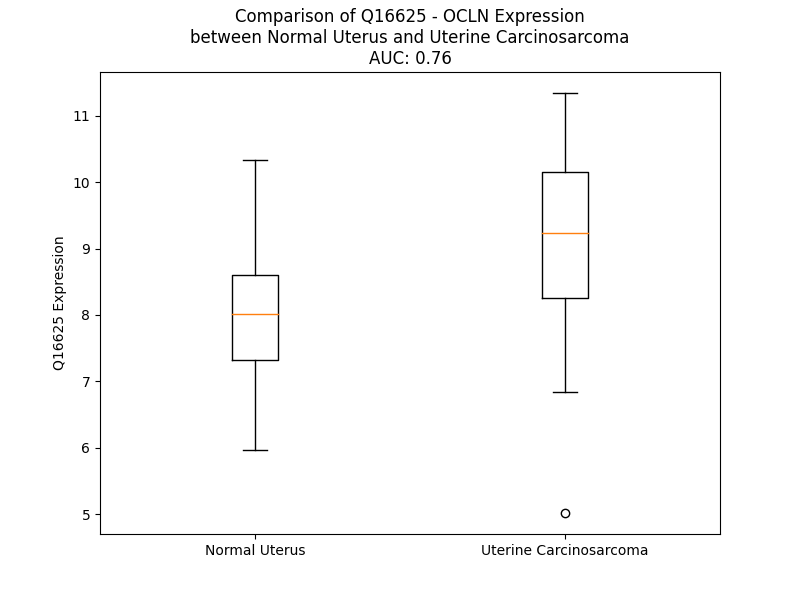 Comparison of Q16625 - OCLN Expression
between Normal Uterus and Uterine Carcinosarcoma
AUC: 0.76
11
10
9
8
7
6
5
Q16625 Expression
Normal Uterus
Uterine Carcinosarcoma